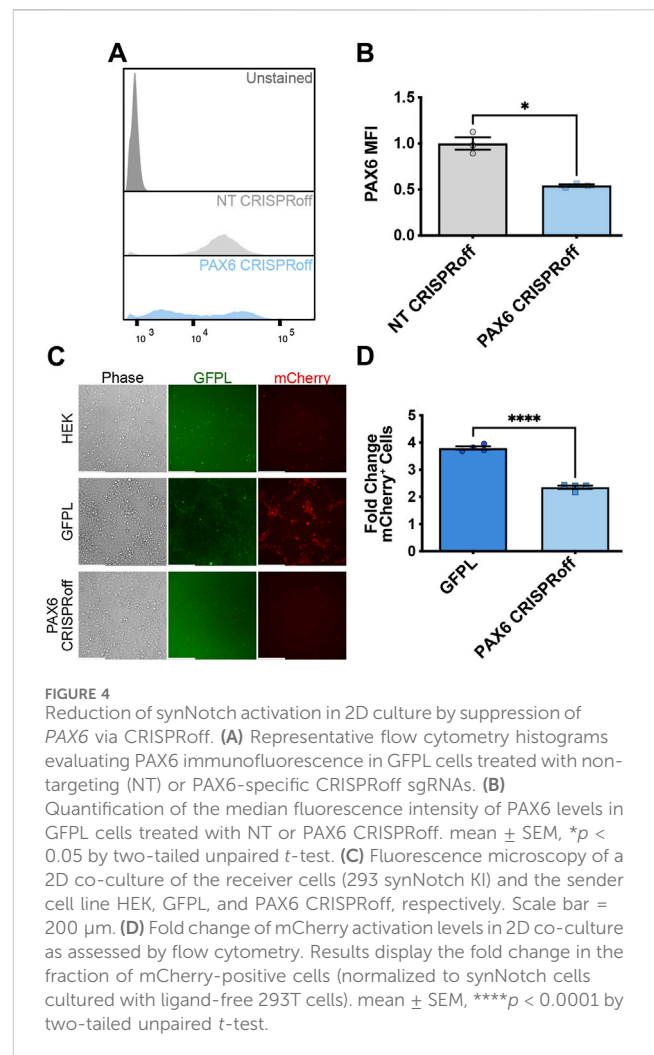 A
Unstained
NT CRISPRoff
PAX6 CRISPRoff
10³ 10⁴ 10⁵
B
*
PAX6 MFI
1.5
1.0
0.5
0.0
NT CRISPRoff
PAX6 CRISPRoff
C
Phase GFPL mCherry
HEK
GFPL
PAX6
CRISPRoff
D
****
Fold Change
mCherry⁺ Cells
5
4
3
2
1
0
GFPL
PAX6 CRISPRoff
FIGURE 4
Reduction of synNotch activation in 2D culture by suppression of
PAX6 via CRISPRoff. (A) Representative flow cytometry histograms
evaluating PAX6 immunofluorescence in GFPL cells treated with non-
targeting (NT) or PAX6-specific CRISPRoff sgRNAs. (B)
Quantification of the median fluorescence intensity of PAX6 levels in
GFPL cells treated with NT or PAX6 CRISPRoff. mean ± SEM, *p <
0.05 by two-tailed unpaired t-test. (C) Fluorescence microscopy of a
2D co-culture of the receiver cells (293 synNotch KI) and the sender
cell line HEK, GFPL, and PAX6 CRISPRoff, respectively. Scale bar =
200 μm. (D) Fold change of mCherry activation levels in 2D co-culture
as assessed by flow cytometry. Results display the fold change in the
fraction of mCherry-positive cells (normalized to synNotch cells
cultured with ligand-free 293T cells). mean ± SEM, ****p < 0.0001 by
two-tailed unpaired t-test.